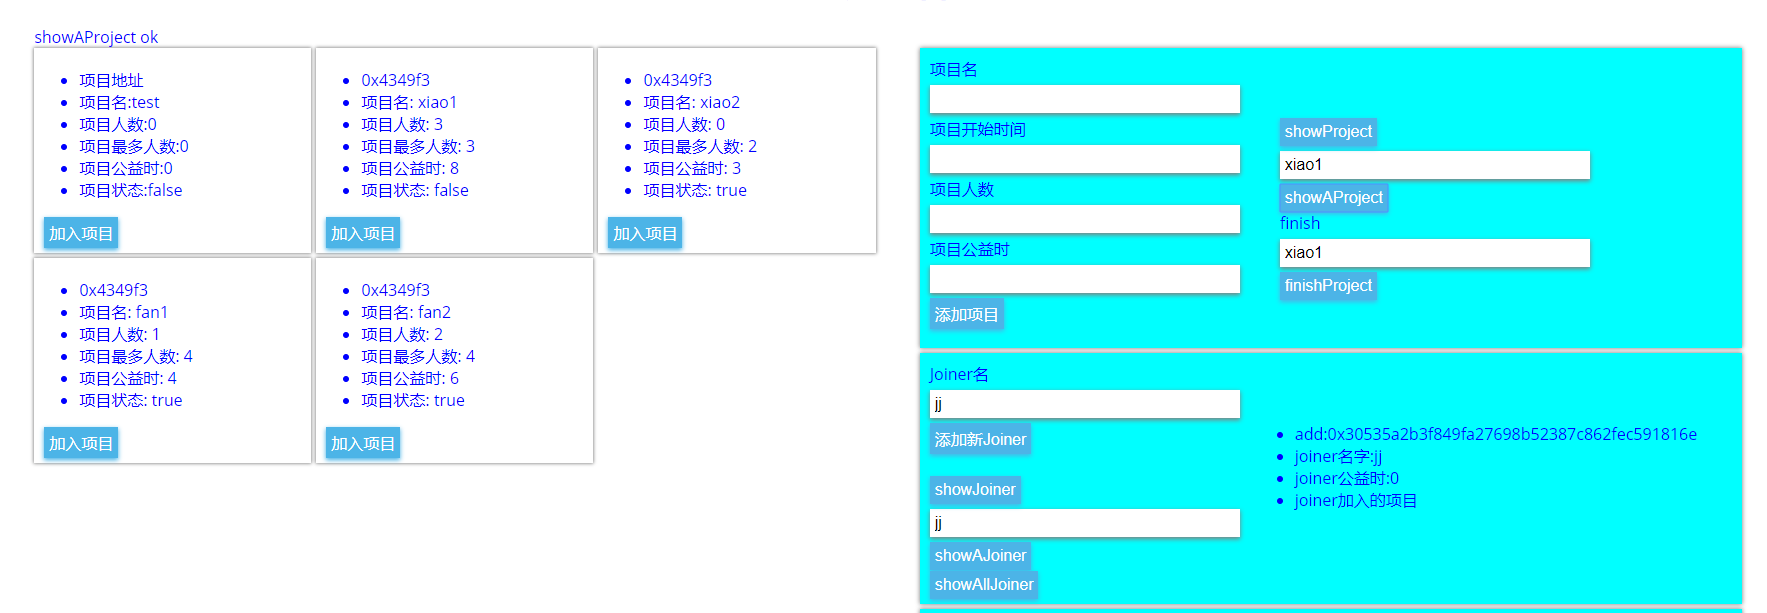 showAProject ok
项目地址
项目名:test
项目人数:0
项目最多人数:0
项目公益时:0
项目状态:false
加入项目
0x4349f3
项目名: xiao1
项目人数: 3
项目最多人数: 3
项目公益时: 8
项目状态: false
加入项目
0x4349f3
项目名: xiao2
项目人数: 0
项目最多人数: 2
项目公益时: 3
项目状态: true
加入项目
0x4349f3
项目名: fan1
项目人数: 1
项目最多人数: 4
项目公益时: 4
项目状态: true
加入项目
0x4349f3
项目名: fan2
项目人数: 2
项目最多人数: 4
项目公益时: 6
项目状态: true
加入项目
项目名
项目开始时间
项目人数
项目公益时
添加项目
showProject
xiao1
showAProject
finish
xiao1
finishProject
Joiner名
jj
添加新Joiner
showJoiner
jj
showAJoiner
showAllJoiner
add:0x30535a2b3f849fa27698b52387c862fec591816e
joiner名字:jj
joiner公益时:0
joiner加入的项目